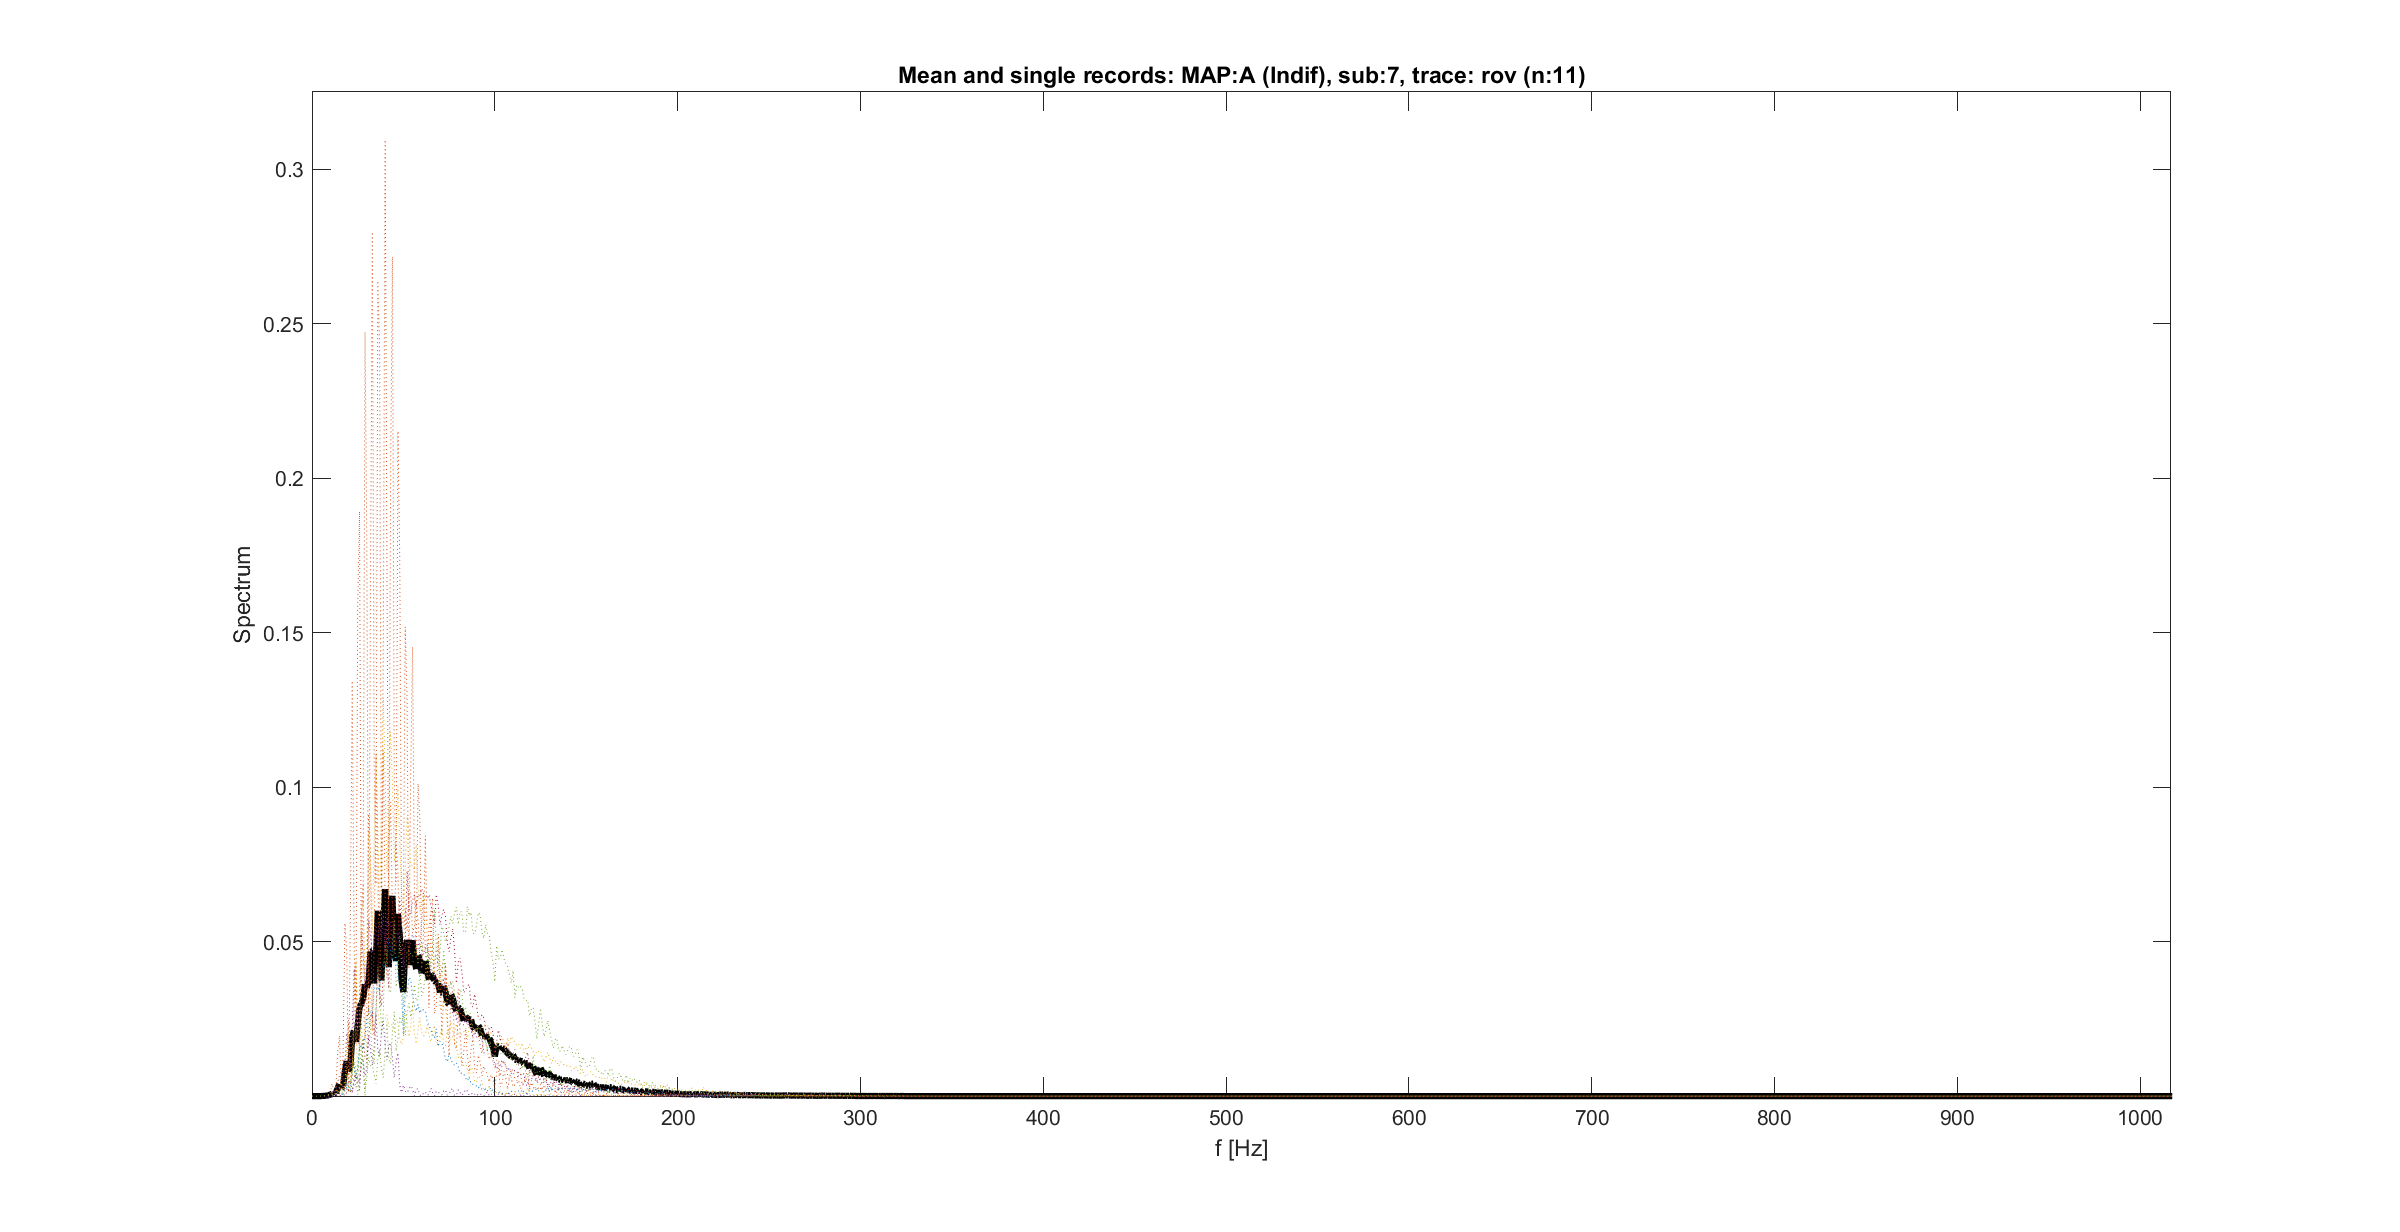 Mean and single records: MAP:A (Indif), sub:7, trace: rov (n:11)
0.3
0.25
0.2
0.15
0.1
0.05
Spectrum
0 100 200 300 400 500 600 700 800 900 1000
f [Hz]